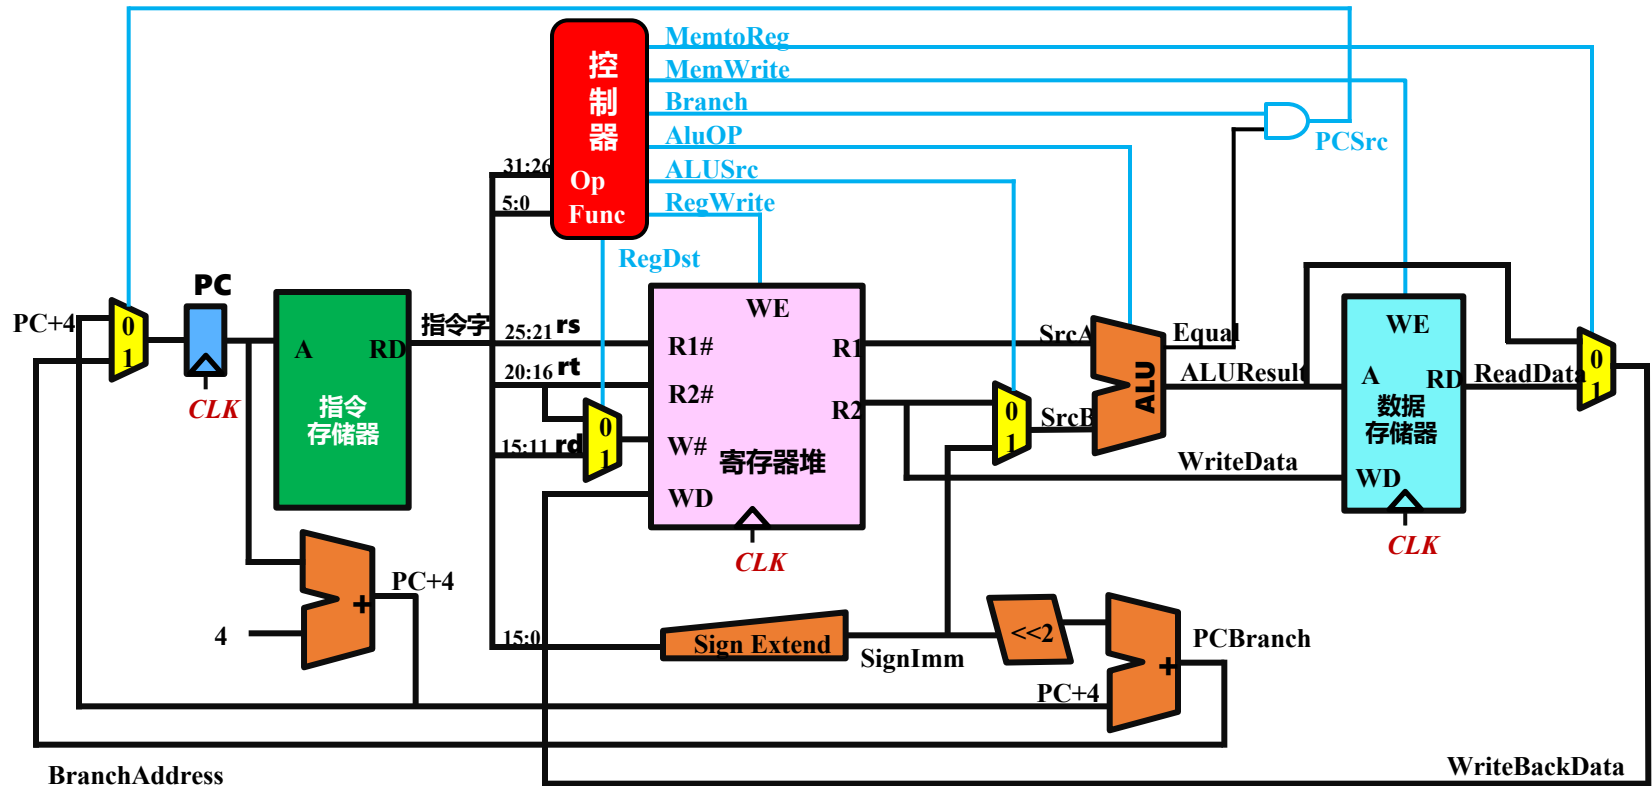 控
制
器
Op
Func
MemtoReg
MemWrite
Branch
AluOP
ALUSrc
RegWrite
RegDst
PCSrc
31:26
5:0
PC+4
0
1
PC
CLK
A
RD
指令
存储器
指令字
25:21 rs
20:16 rt
15:11 rd
0
1
WE
R1#
R2#
W#
WD
R1
R2
寄存器堆
CLK
0
1
SrcA
SrcB
ALU
Equal
ALUResult
WriteData
WE
A
RD
数据
存储器
WD
CLK
ReadData
0
1
4
+
PC+4
15:0
Sign Extend
SignImm
<<2
PC+4
+
PCBranch
BranchAddress
WriteBackData